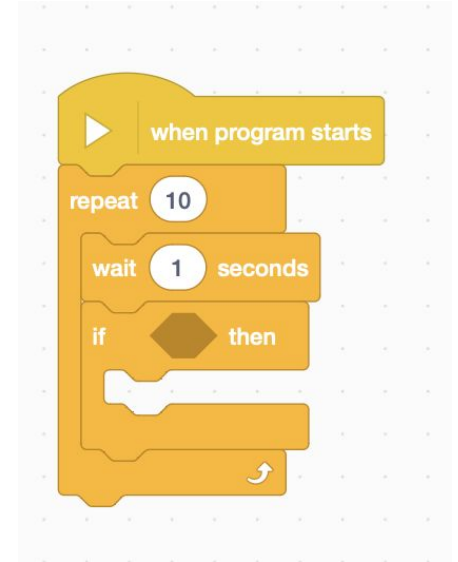 when program starts
repeat 10
wait 1 seconds
if then